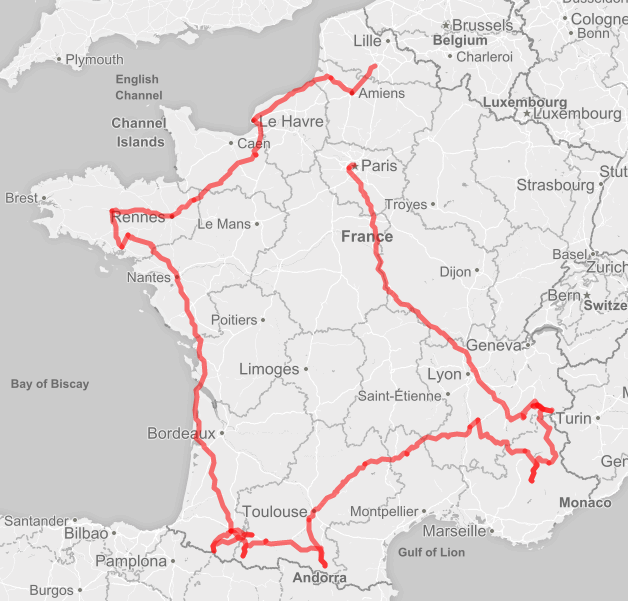 Düsseldorf
Brussels
Cologne
Lille
Belgium
Bonn
Plymouth
Charleroi
English
Channel
Amiens
Luxembourg
Luxembourg
Channel
Islands
Le Havre
Caen
Paris
Stut
Strasbourg
Brest
Troyes
Rennes
Le Mans
France
Basel
Zurich
Nantes
Dijon
Bern
Switze
Poitiers
Geneva
Limoges
Lyon
Bay of Biscay
Saint-Étienne
Turin
Bordeaux
Gen
Monaco
Toulouse
Montpellier
Santander
Bilbao
Marseille
Pamplona
Gulf of Lion
Andorra
Burgos